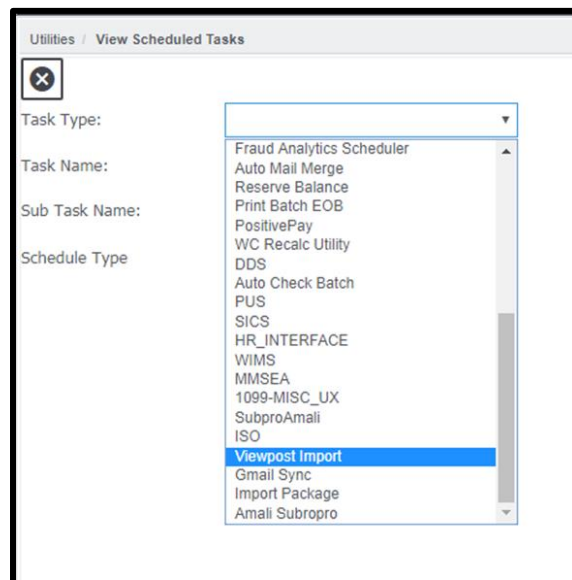 Utilities / View Scheduled Tasks
Task Type:
Fraud Analytics Scheduler
Auto Mail Merge
Task Name:
Reserve Balance
Print Batch EOB
Sub Task Name:
PositivePay
WC Recalc Utility
Schedule Type
DDS
Auto Check Batch
PUS
SICS
HR_INTERFACE
WIMS
MMSEA
1099-MISC_UX
SubproAmali
ISO
Viewpost Import
Gmail Sync
Import Package
Amali Subropro